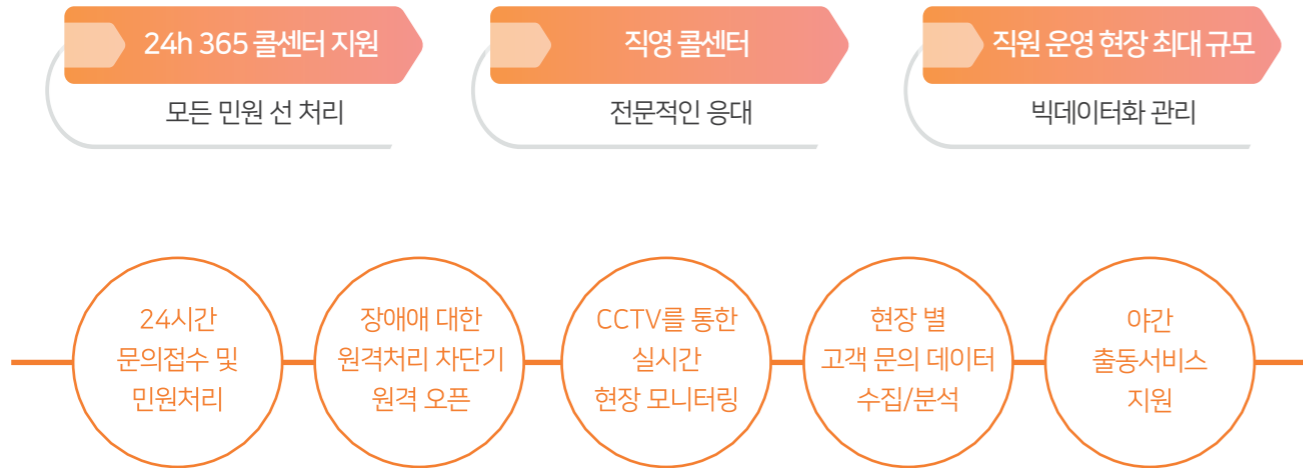 24h 365 콜센터 지원
모든 민원 선 처리
직영 콜센터
전문적인 응대
직원 운영 현장 최대 규모
빅데이터화 관리
24시간
문의접수 및
민원처리
장애애 대한
원격처리 차단기
원격 오픈
CCTV를 통한
실시간
현장 모니터링
현장 별
고객 문의 데이터
수집/분석
야간
출동서비스
지원